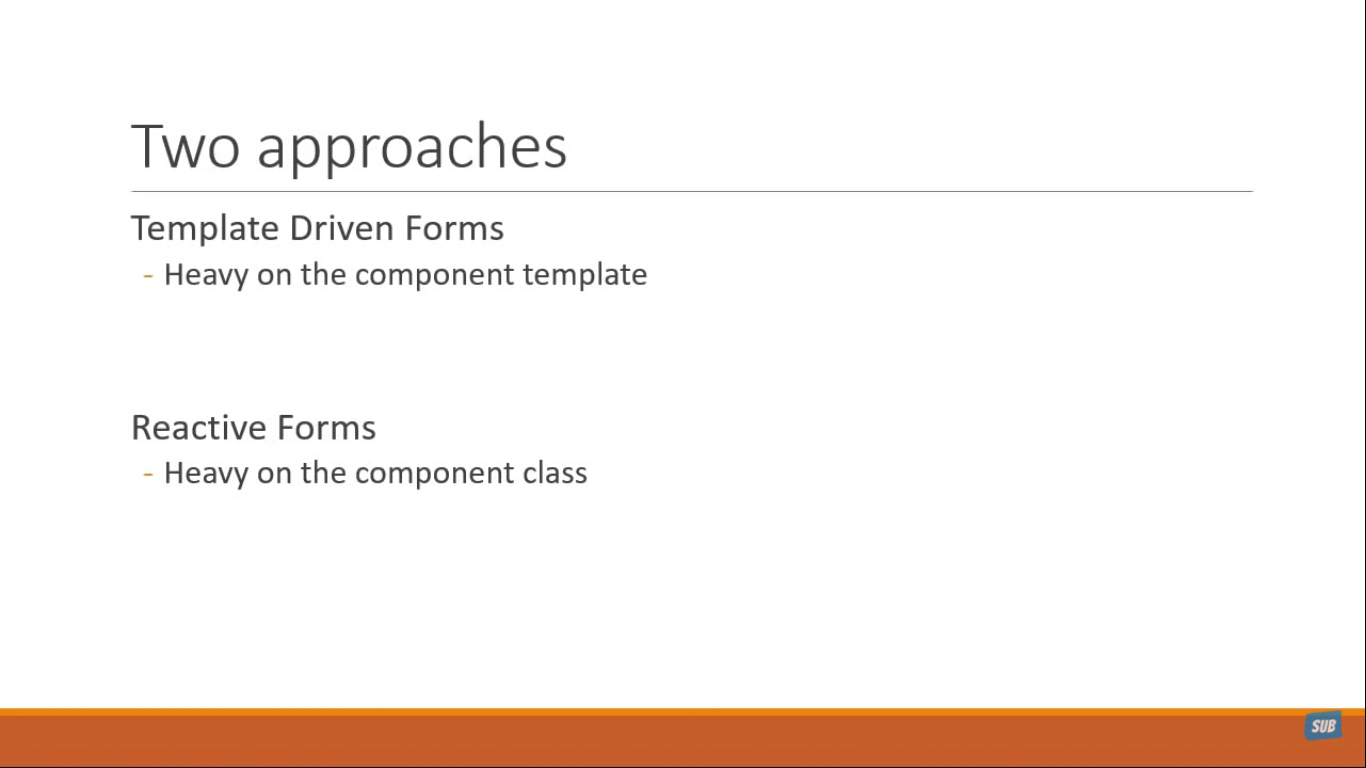 Two approaches
Template Driven Forms
- Heavy on the component template
Reactive Forms
- Heavy on the component class
SUB